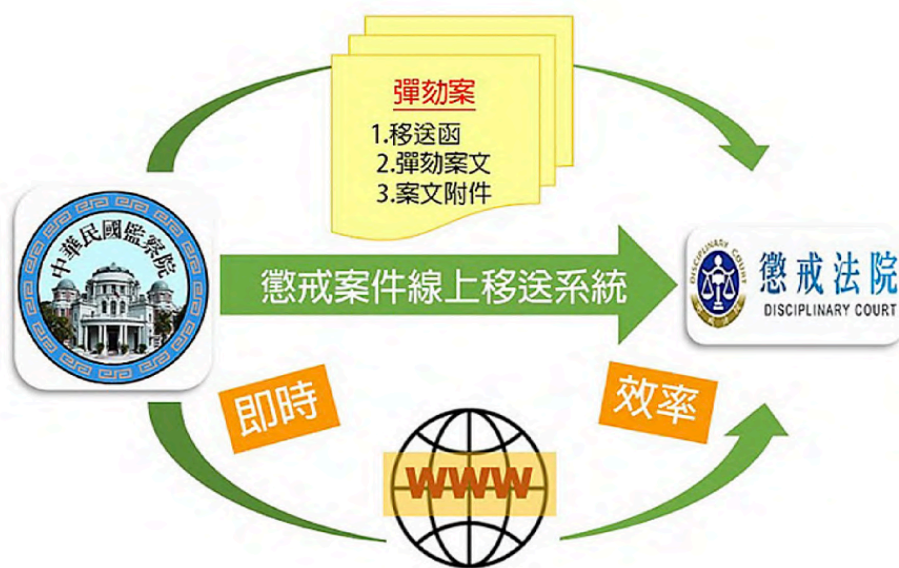 彈劾案
1.移送函
2.彈劾案文
3.案文附件
中華民國監察院
懲戒案件線上移送系統
DISCIPLINARY COURT
懲戒法院
DISCIPLINARY COURT
即時
效率
WWW